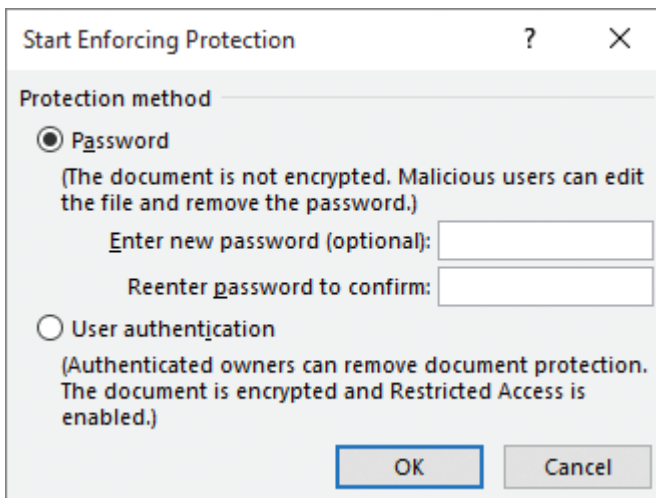 Start Enforcing Protection ?
Protection method
Password
(The document is not encrypted. Malicious users can edit
the file and remove the password.)
Enter new password (optional):
Reenter password to confirm:
User authentication
(Authenticated owners can remove document protection.
The document is encrypted and Restricted Access is
enabled.)
OK Cancel